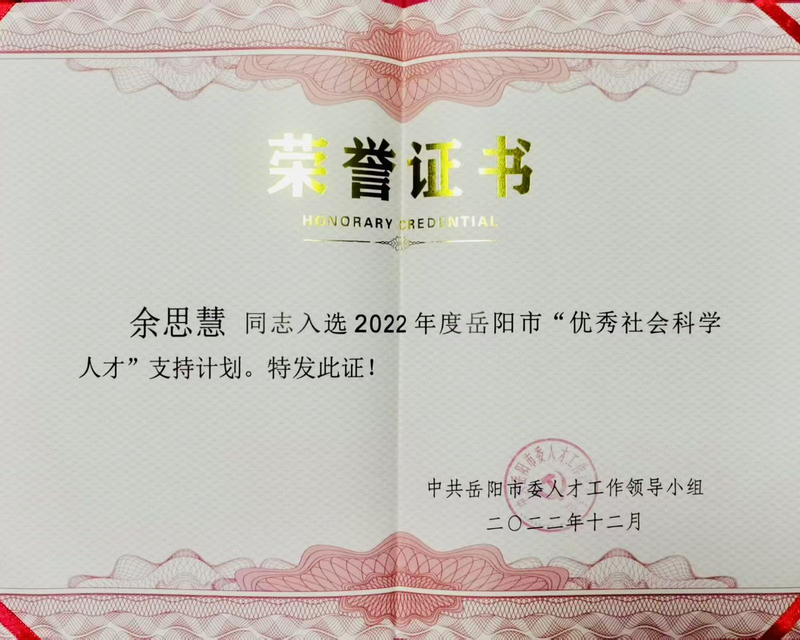 荣誉证书
HONORARY CREDENTIAL
余思慧 同志入选2022年度岳阳市“优秀社会科学
人才”支持计划。特发此证！
中共岳阳市委人才工作领导小组
二〇二二年十二月